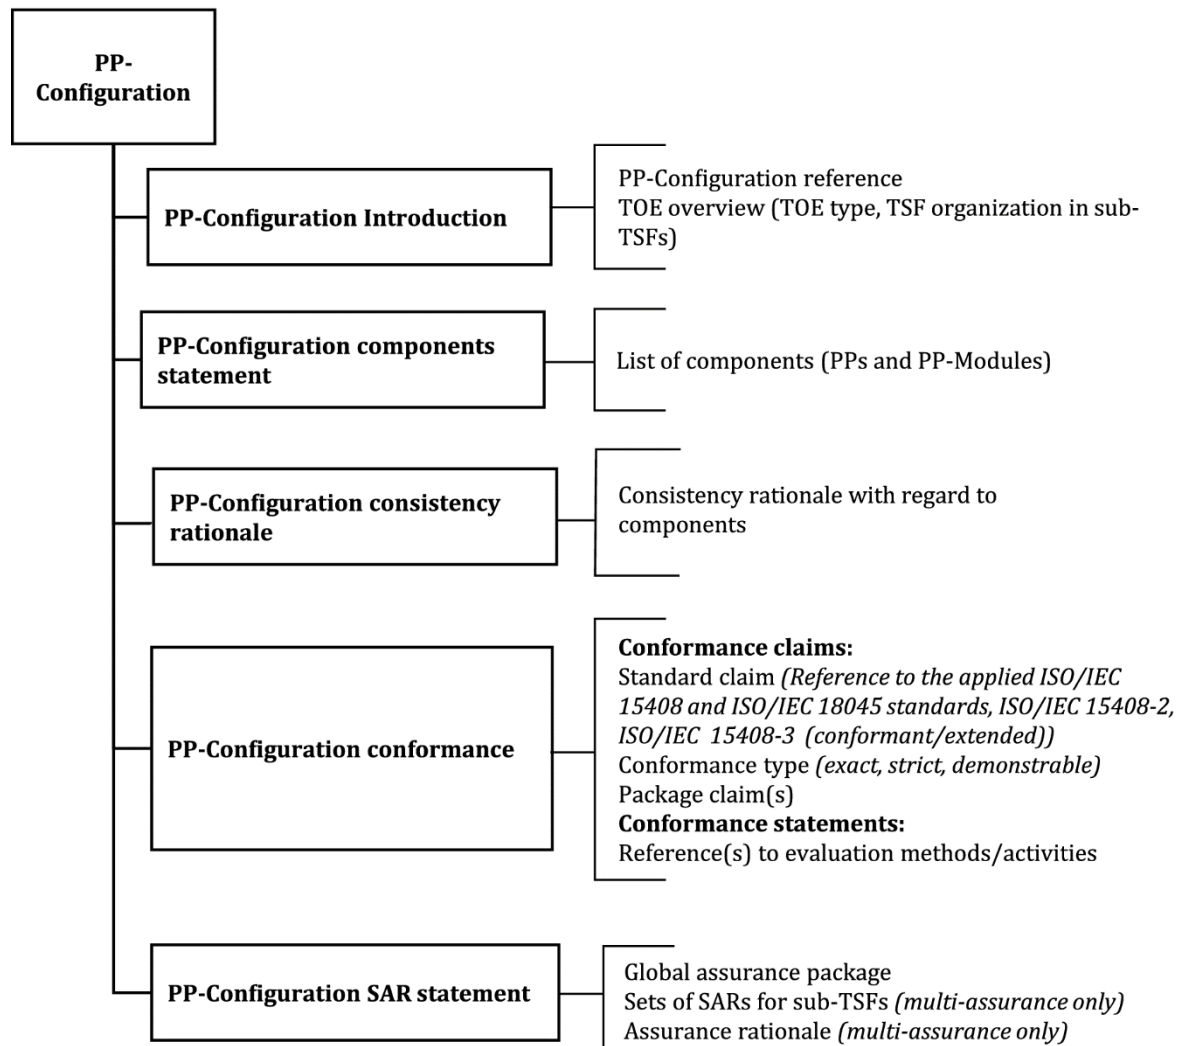 PP-
Configuration
PP-Configuration Introduction
PP-Configuration reference
TOE overview (TOE type, TSF organization in sub-
TSFs)
PP-Configuration components
statement
List of components (PPs and PP-Modules)
PP-Configuration consistency
rationale
Consistency rationale with regard to
components
PP-Configuration conformance
Conformance claims:
Standard claim (Reference to the applied ISO/IEC
15408 and ISO/IEC 18045 standards, ISO/IEC 15408-2,
ISO/IEC 15408-3 (conformant/extended))
Conformance type (exact, strict, demonstrable)
Package claim(s)
Conformance statements:
Reference(s) to evaluation methods/activities
PP-Configuration SAR statement
Global assurance package
Sets of SARs for sub-TSFs (multi-assurance only)
Assurance rationale (multi-assurance only)